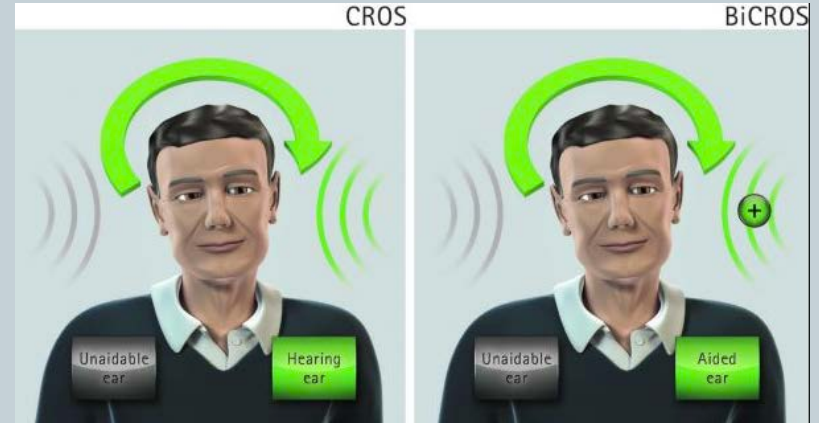 CROS
BiCROS
Unaidable
ear
Hearing
ear
Unaidable
ear
Aided
ear
+